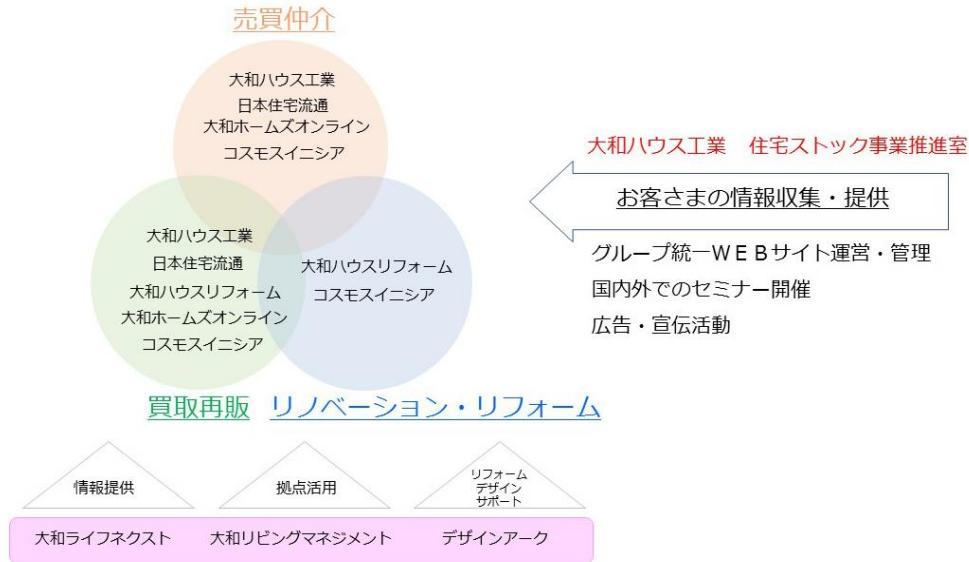 売買仲介
大和ハウス工業
日本住宅流通
大和ホームズオンライン
コスモスイニシア
大和ハウス工業
日本住宅流通
大和ハウスリフォーム
大和ホームズオンライン
コスモスイニシア
大和ハウスリフォーム
コスモスイニシア
買取再販
リノベーション・リフォーム
大和ハウス工業　住宅ストック事業推進室
お客さまの情報収集・提供
グループ統一ＷＥＢサイト運営・管理
国内外でのセミナー開催
広告・宣伝活動
情報提供
拠点活用
リフォーム
デザイン
サポート
大和ライフネクスト
大和リビングマネジメント
デザインアーク